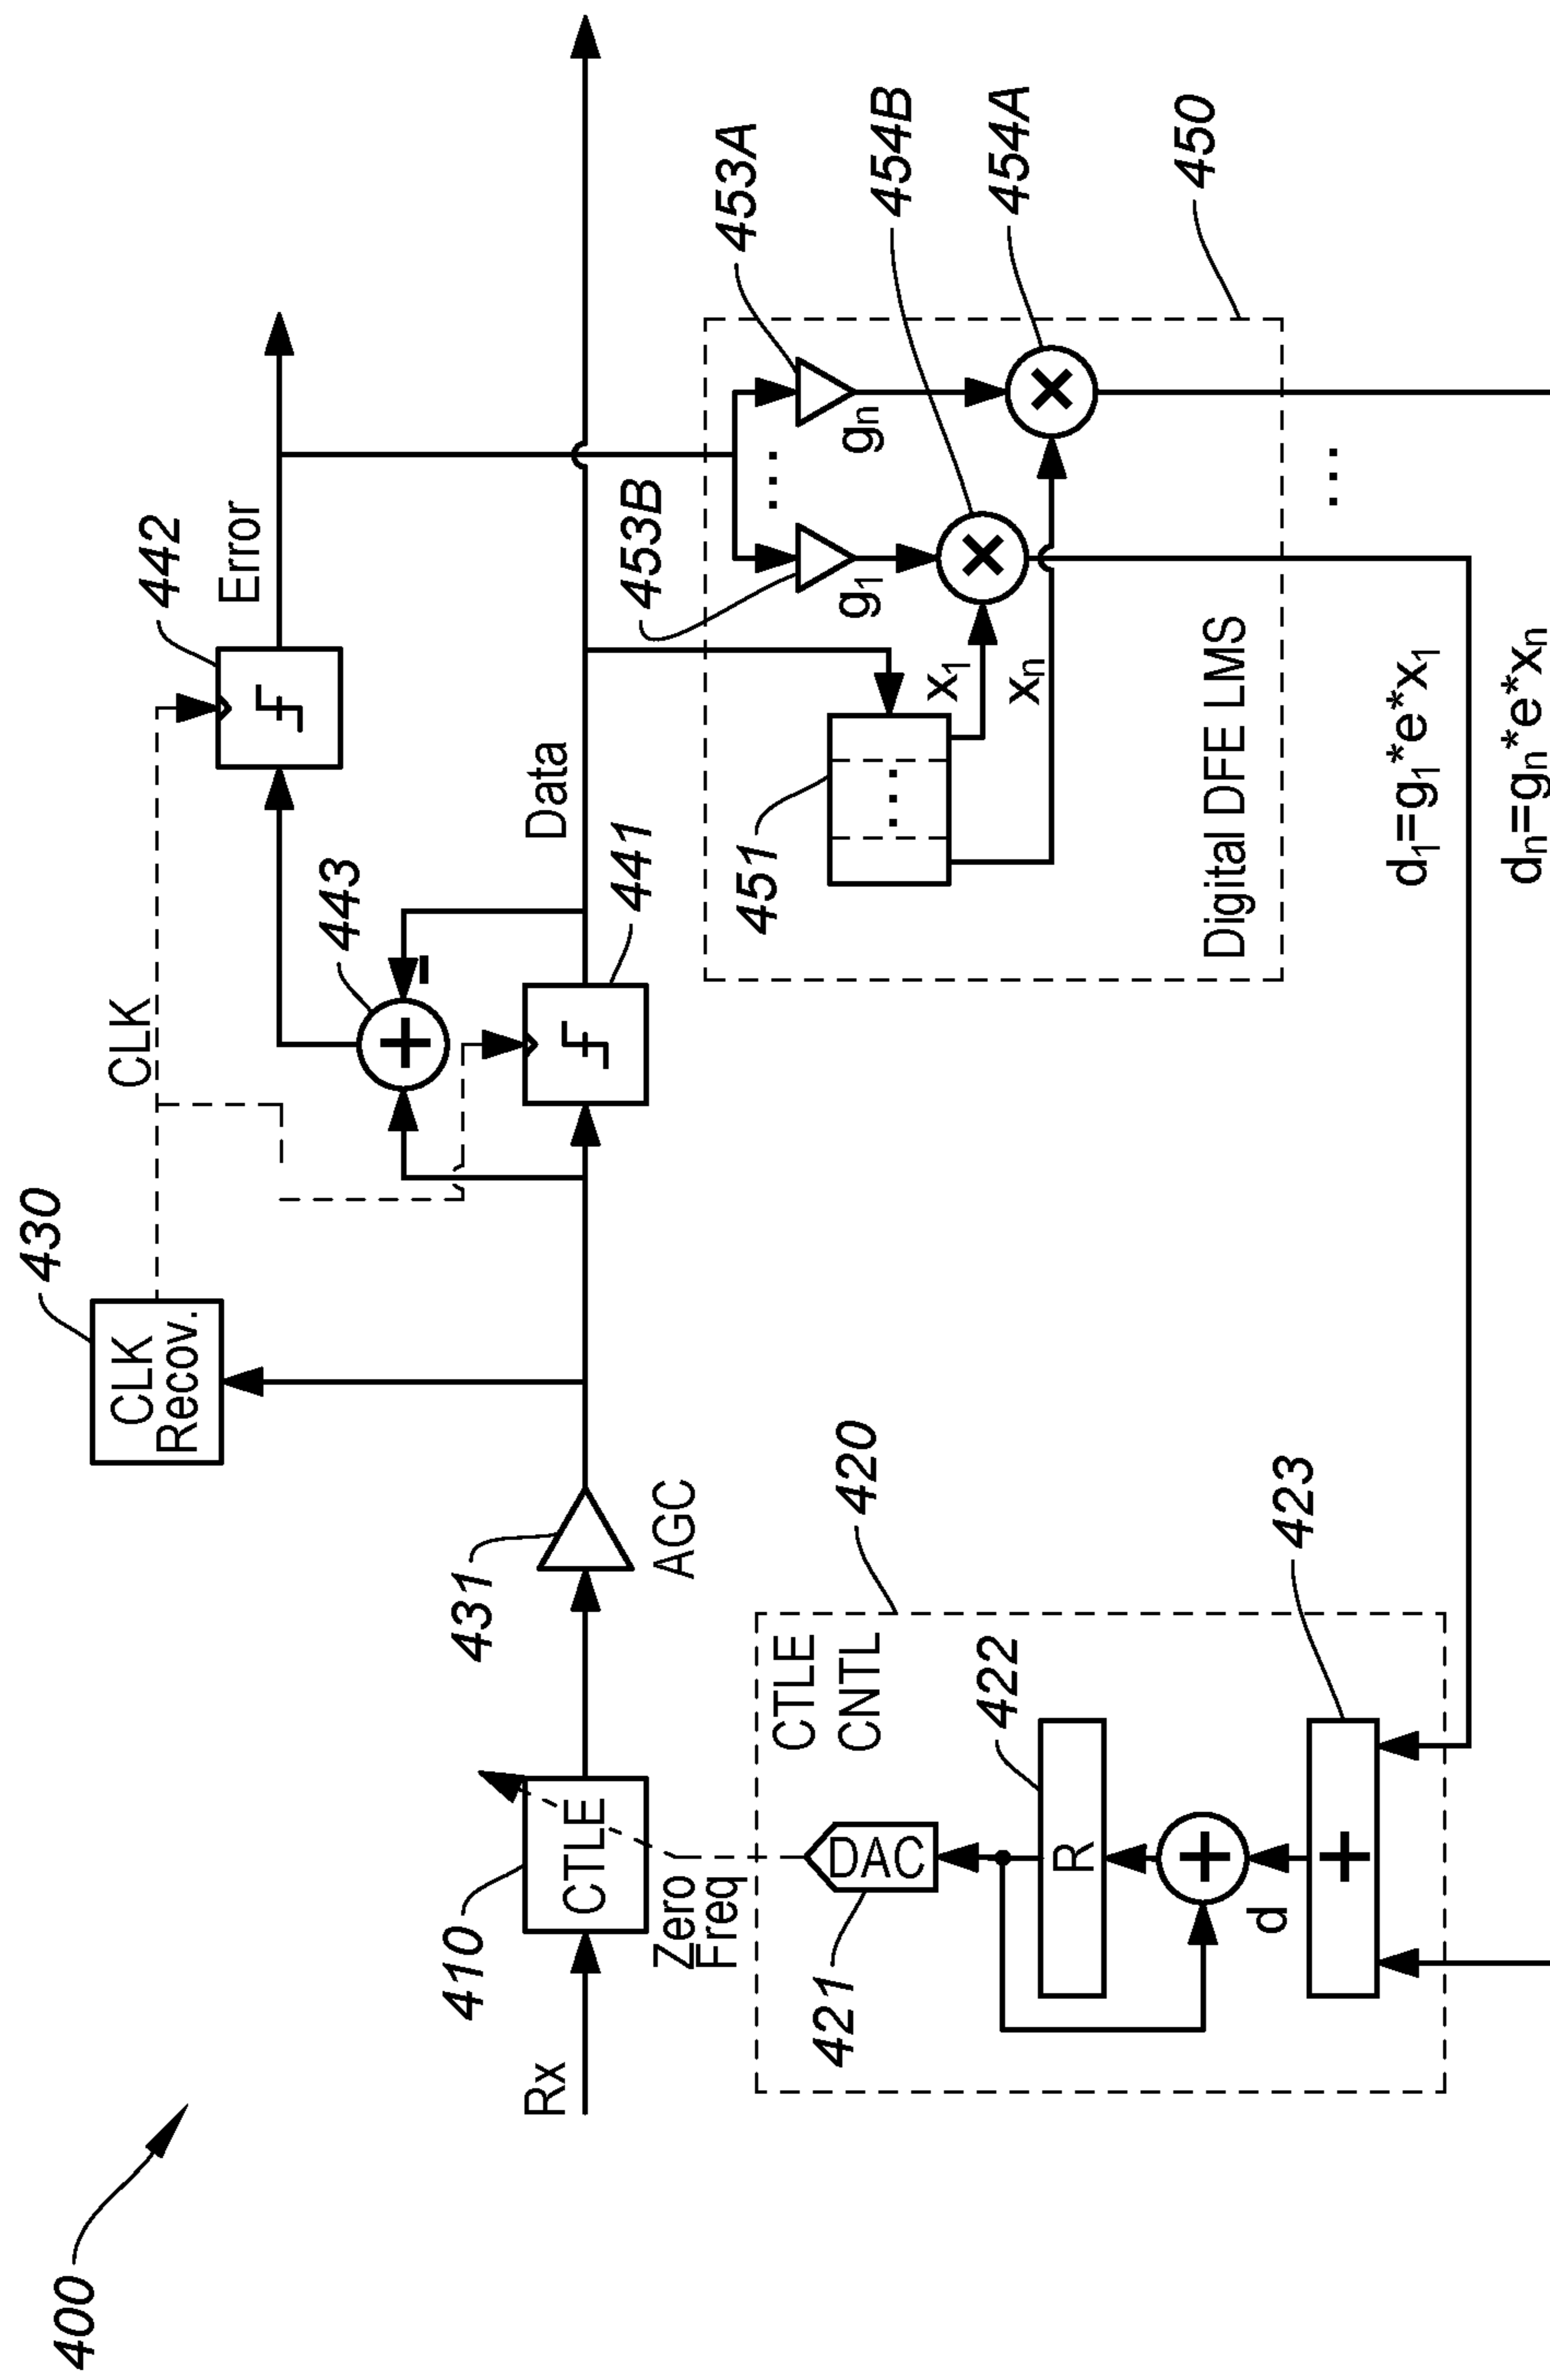 400
430
CLK
Recov.
CLK
442
Error
443
Rx
410
CTLE
431
AGC
441
Data
Zero
Freq
420
CTLE
CNTL
421
DAC
422
R
+
d
423
+
450
451
...
x1
xn
453B
g1
...
453A
gn
454B
454A
Digital DFE LMS
...
d1=g1*e*x1
dn=gn*e*xn